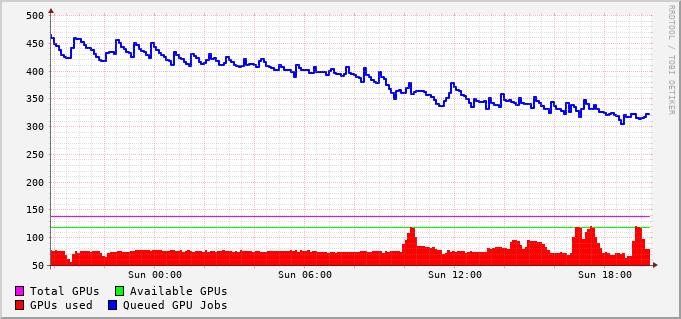 500
450
400
350
300
250
200
150
100
50
Sun 00:00 Sun 06:00 Sun 12:00 Sun 18:00
Total GPUs Available GPUs
GPUs used Queued GPU Jobs
RRDTOOL / TOBI OETIKER